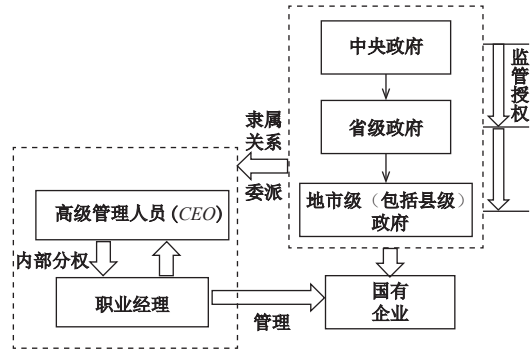 中央政府
监管授权
省级政府
隶属
关系
委派
地市级（包括县级）
政府
高级管理人员(CEO)
内部分权
职业经理
管理
国有
企业